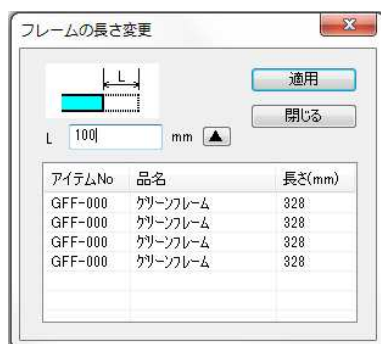 フレームの長さ変更
L
適用
閉じる
L 100 mm ▲
アイテムNo 品名 長さ(mm)
GFF-000 グリーンフレーム 328
GFF-000 グリーンフレーム 328
GFF-000 グリーンフレーム 328
GFF-000 グリーンフレーム 328